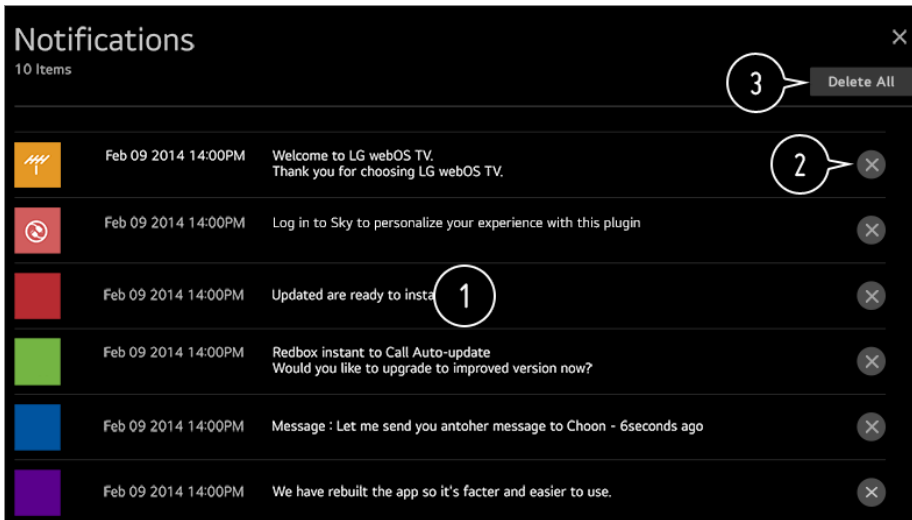 Notifications
10 Items
3
Delete All
Feb 09 2014 14:00PM
Welcome to LG webOS TV.
Thank you for choosing LG webOS TV.
2
Feb 09 2014 14:00PM
Log in to Sky to personalize your experience with this plugin
Feb 09 2014 14:00PM
Updated are ready to
1
Feb 09 2014 14:00PM
Redbox instant to Call Auto-update
Would you like to upgrade to improved version now?
Feb 09 2014 14:00PM
Message : Let me send you antoher message to Choon - 6seconds ago
Feb 09 2014 14:00PM
We have rebuilt the app so it's facter and easier to use.